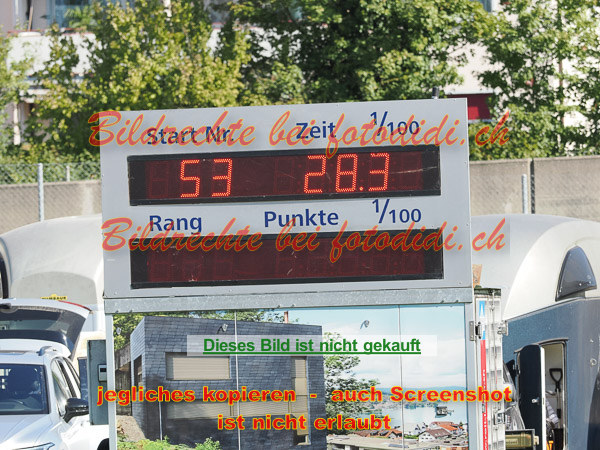 Bildrechte bei fotodidi.ch
Start Nr. Zeit 1/100
53 28.3
Rang Punkte 1/100
Bildrechte bei fotodidi.ch
Dieses Bild ist nicht gekauft
jegliches kopieren - auch Screenshot
ist nicht erlaubt